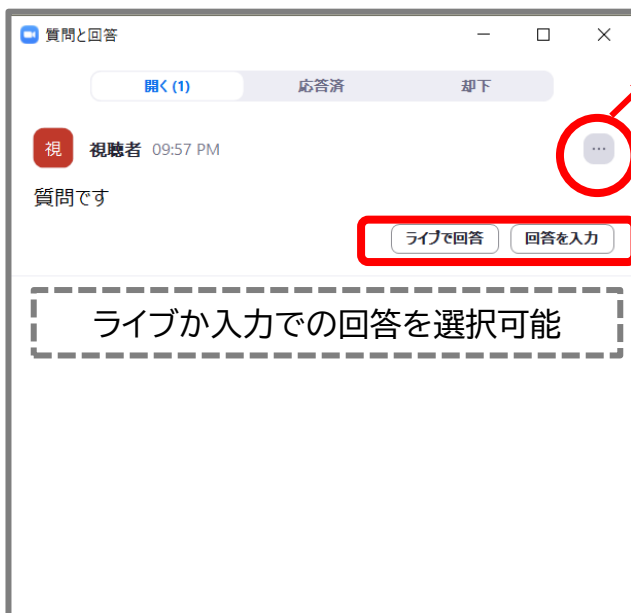 質問と回答
開く(1)
応答済
却下
視
視聴者 09:57 PM
...
質問です
ライブで回答
回答を入力
ライブか入力での回答を選択可能